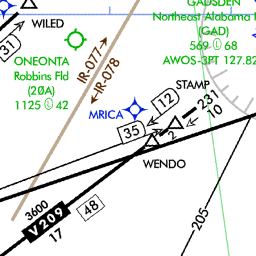 GADSDEN
Northeast Alabama
(GAD)
569 68
AWOS-3PT 127.82
WILED
31
ONEONTA
Robbins Fld
(20A)
1125 42
IR-077
IR-078
STAMP
MRICA
12
35
231
10
2
WENDO
3600
V209
17
48
205